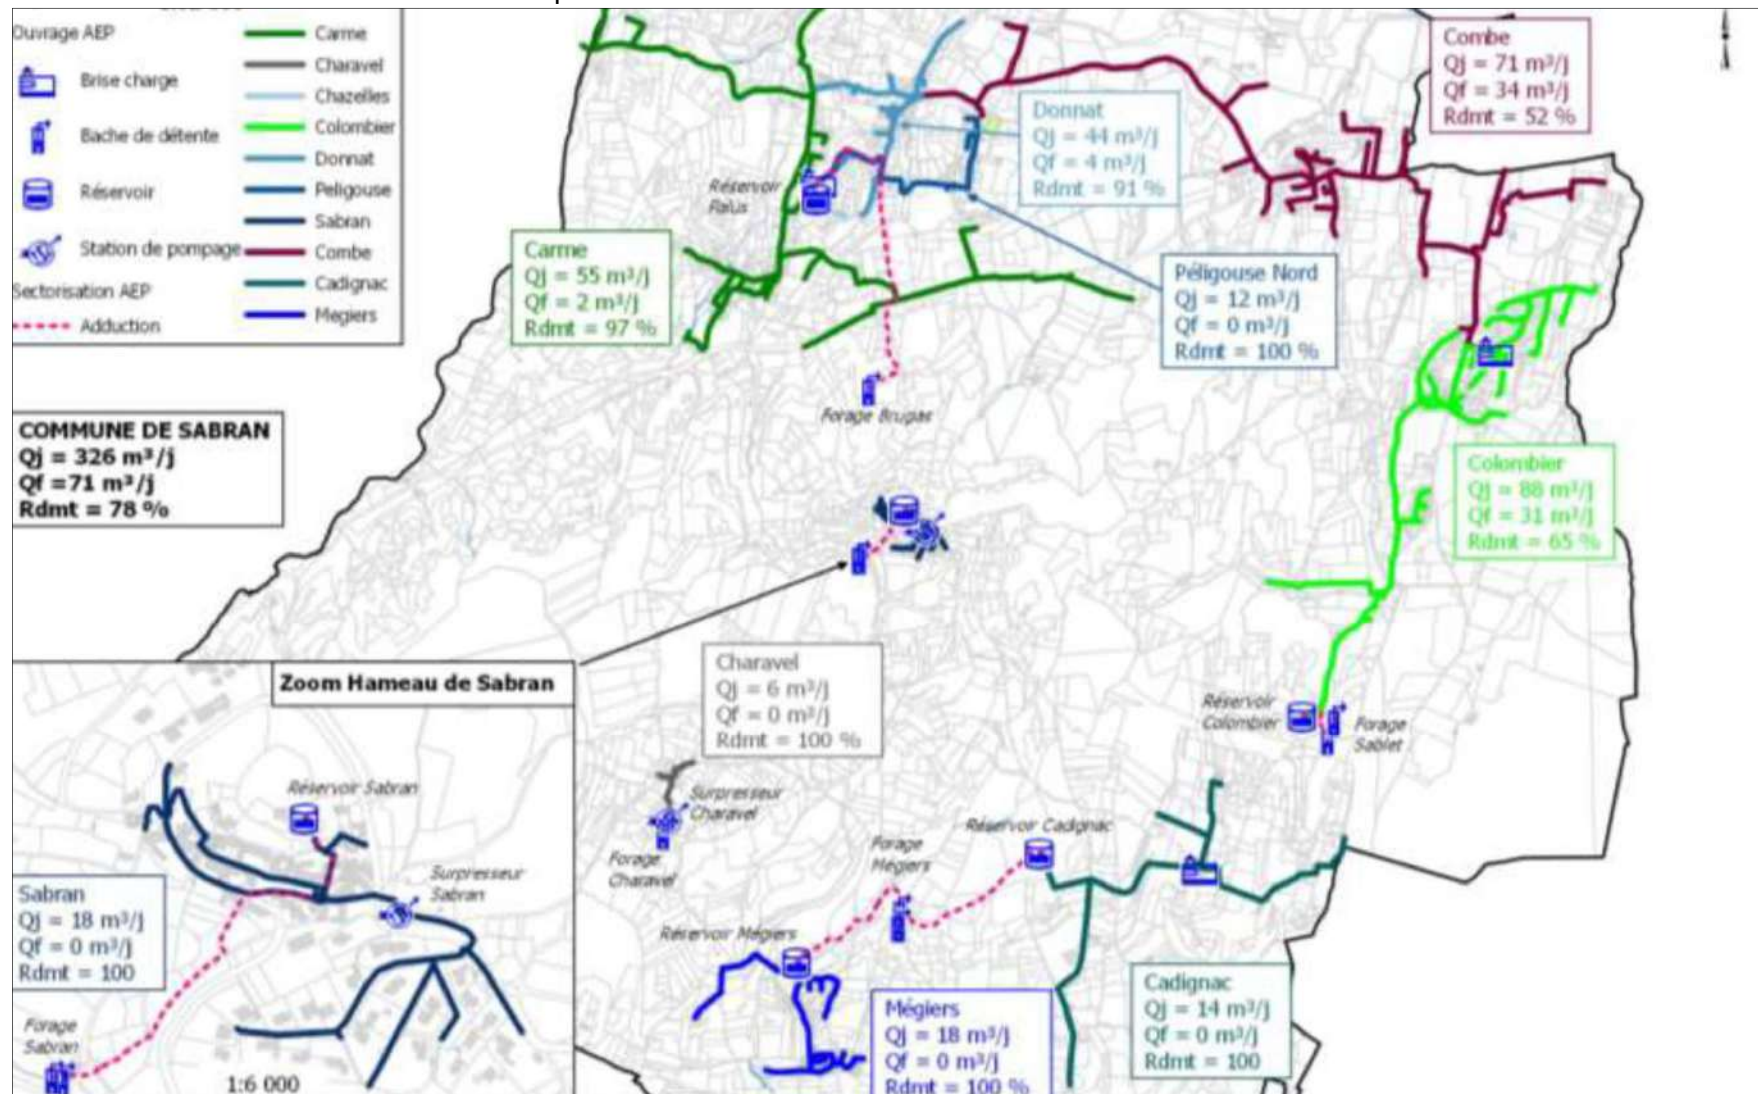 Ouvrage AEP
Brise charge
Bache de détente
Réservoir
Station de pompage
Sectorisation AEP
Adduction
Carme
Charavel
Chazelles
Colombier
Donnat
Peligouse
Sabran
Combe
Cadignac
Megiers
Combe
Qj = 71 m³/j
Qf = 34 m³/j
Rdmt = 52 %
Donnat
Qj = 44 m³/j
Qf = 4 m³/j
Rdmt = 91 %
Réservoir
Palus
Carme
Qj = 55 m³/j
Qf = 2 m³/j
Rdmt = 97 %
Péligouse Nord
Qj = 12 m³/j
Qf = 0 m³/j
Rdmt = 100 %
Forage Brugas
COMMUNE DE SABRAN
Qj = 326 m³/j
Qf =71 m³/j
Rdmt = 78 %
Colombier
Qj = 88 m³/j
Qf = 31 m³/j
Rdmt = 65 %
Zoom Hameau de Sabran
Charavel
Qj = 6 m³/j
Qf = 0 m³/j
Rdmt = 100 %
Réservoir
Colombier
Forage
Sablet
Réservoir Sabran
Surpresseur
Charavel
Forage
Charavel
Réservoir Cadignac
Forage
Mégiers
Surpresseur
Sabran
Sabran
Qj = 18 m³/j
Qf = 0 m³/j
Rdmt = 100
Réservoir Mégiers
Cadignac
Qj = 14 m³/j
Qf = 0 m³/j
Rdmt = 100
Mégiers
Qj = 18 m³/j
Qf = 0 m³/j
Rdmt = 100 %
Forage
Sabran
1:6 000